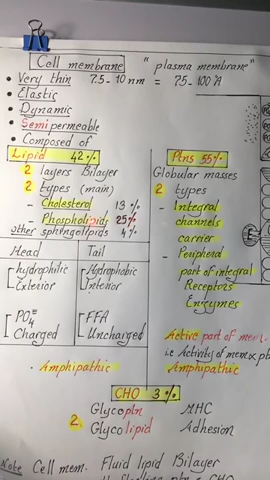 Cell membrane " plasma membrane "
• Very thin 7.5 - 10 nm = 75 - 100 A
• Elastic
• Dynamic
• Semi permeable
• Composed of
Lipid 42%
2 layers Bilayer
2 types (main)
- Cholesterol 13%
- Phospholipid 25%
other sphingolipids 4%
Head Tail
hydrophilic Hydrophobic
Exterior Interior
PO4≡ FFA
Charged Uncharged
- Amphipathic
Ptns 55%
Globular masses
2 types
- Integral
channels
carrier
- Peripheral
part of integral
Receptors
Enzymes
Active part of mem.
i.e Activity of mem ∝ pt
Amphipathic
CHO 3%
2 Glycoptn MHC
Glycolipid Adhesion
Note Cell mem. Fluid lipid Bilayer